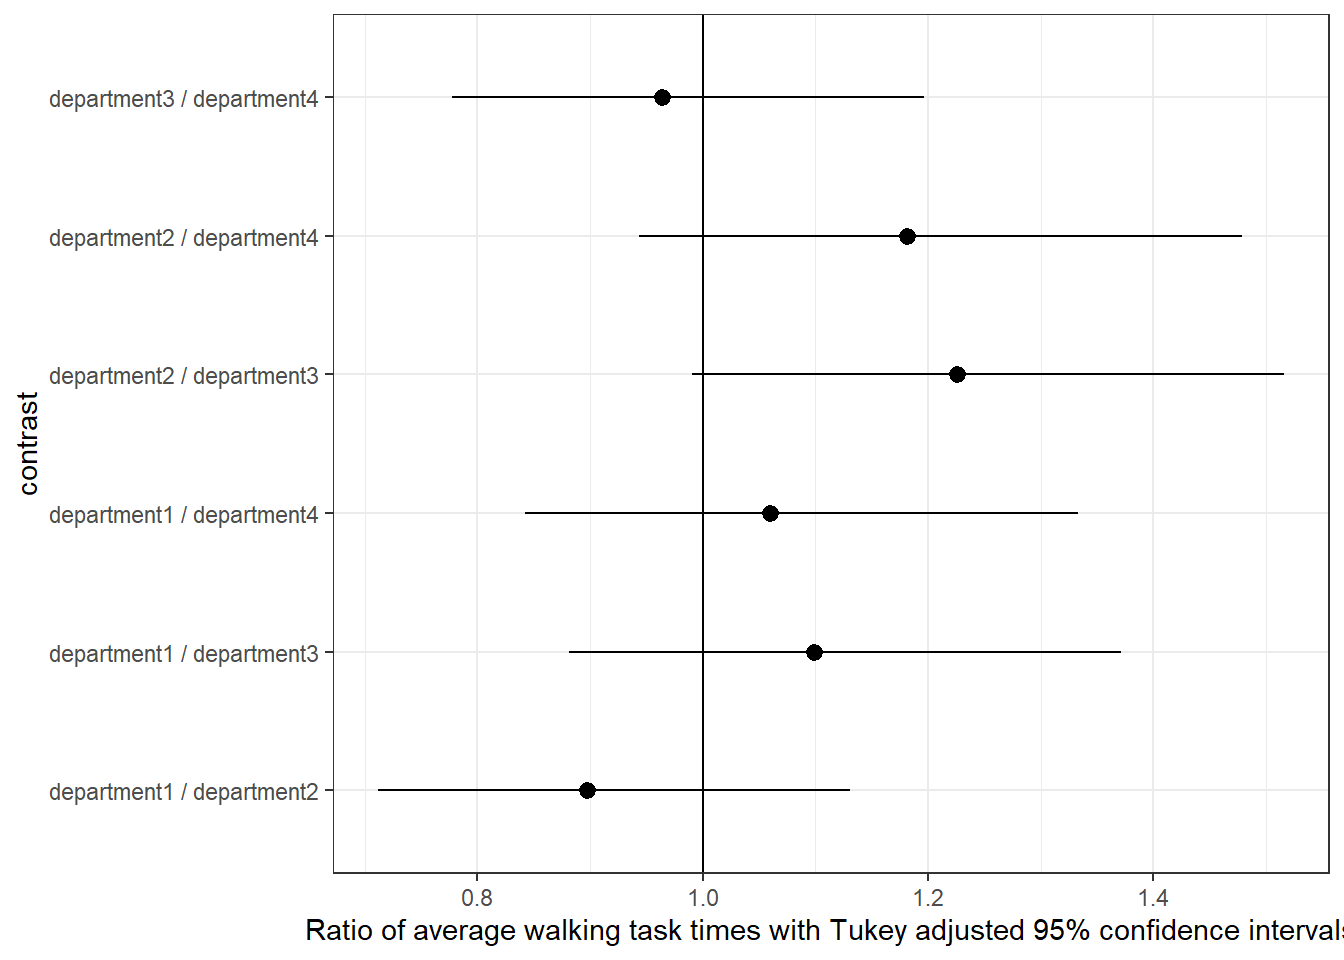 department3 / department4
department2 / department4
department2 / department3
department1 / department4
department1 / department3
department1 / department2
contrast
0.8 1.0 1.2 1.4
Ratio of average walking task times with Tukey adjusted 95% confidence intervals